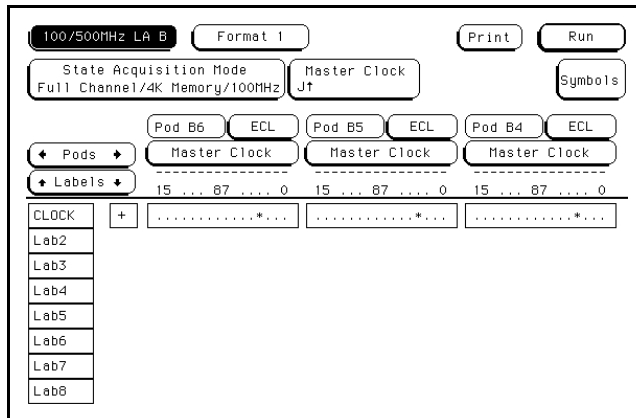 100/500MHz LA B Format 1 Print Run
State Acquisition Mode
Full Channel/4K Memory/100MHz
Master Clock
J↑
Symbols
Pod B6 ECL Pod B5 ECL Pod B4 ECL
← Pods → Master Clock Master Clock Master Clock
↑ Labels ↓
15 ... 87 .... 0 15 ... 87 .... 0 15 ... 87 .... 0
CLOCK + ............*... ............*... ............*...
Lab2
Lab3
Lab4
Lab5
Lab6
Lab7
Lab8